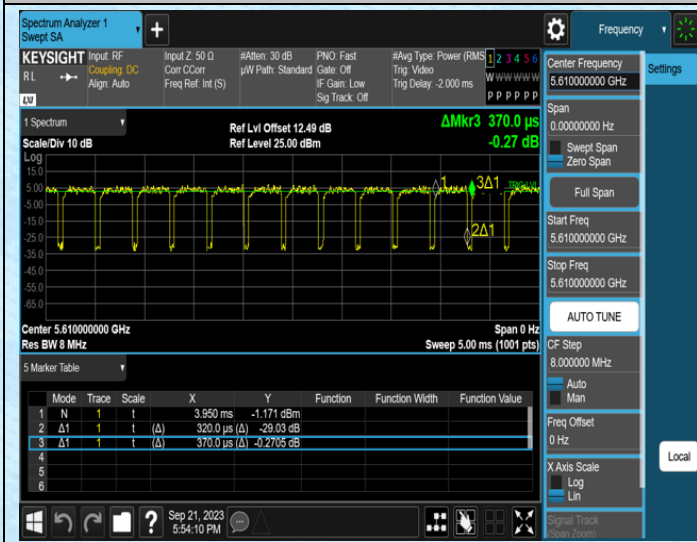 Spectrum Analyzer 1
Swept SA
Frequency
KEYSIGHT
RL
LXI
Input: RF
Coupling: DC
Align: Auto
Input Z: 50 Ω
Corr CCorr
Freq Ref: Int (S)
#Atten: 30 dB
µW Path: Standard
PNO: Fast
Gate: Off
IF Gain: Low
Sig Track: Off
#Avg Type: Power (RMS
Trig: Video
Trig Delay: -2.000 ms
1 2 3 4 5 6
W W W W W W
P P P P P P
1 Spectrum
Scale/Div 10 dB
Ref Lvl Offset 12.49 dB
Ref Level 25.00 dBm
ΔMkr3 370.0 µs
-0.27 dB
Log
15.0
5.00
-5.00
-15.0
-25.0
-35.0
-45.0
-55.0
-65.0
1
3Δ1
TRIG LVL
2Δ1
Center 5.610000000 GHz
Span 0 Hz
Res BW 8 MHz
Sweep 5.00 ms (1001 pts)
5 Marker Table
Mode Trace Scale X Y Function Function Width Function Value
1 N 1 t 3.950 ms -1.171 dBm
2 Δ1 1 t (Δ) 320.0 µs (Δ) -29.03 dB
3 Δ1 1 t (Δ) 370.0 µs (Δ) -0.2705 dB
4
5
6
?
Sep 21, 2023
5:54:10 PM
Center Frequency
5.610000000 GHz
Settings
Span
0.00000000 Hz
Swept Span
Zero Span
Full Span
Start Freq
5.610000000 GHz
Stop Freq
5.610000000 GHz
AUTO TUNE
CF Step
8.000000 MHz
Auto
Man
Freq Offset
0 Hz
X Axis Scale
Log
Lin
Local
Signal Track
(Span Zoom)